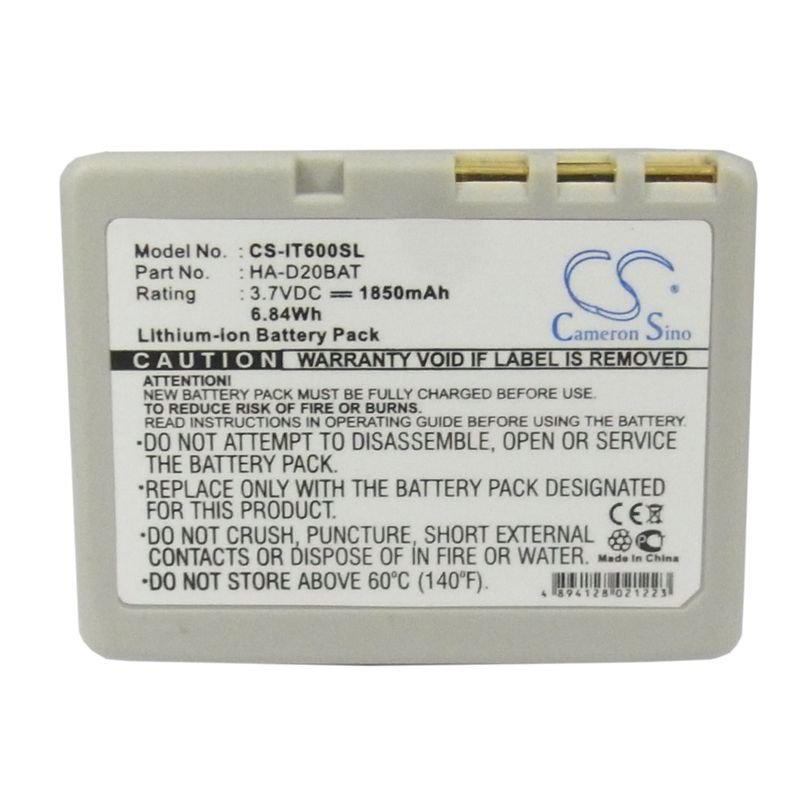 Model No. : CS-IT600SL
Part No. : HA-D20BAT
Rating : 3.7VDC ⎓ 1850mAh
6.84Wh
Lithium-ion Battery Pack
CS
Cameron Sino
CAUTION WARRANTY VOID IF LABEL IS REMOVED
ATTENTION!
NEW BATTERY PACK MUST BE FULLY CHARGED BEFORE USE.
TO REDUCE RISK OF FIRE OR BURNS.
READ INSTRUCTIONS IN OPERATING GUIDE BEFORE USING THE BATTERY.
•DO NOT ATTEMPT TO DISASSEMBLE, OPEN OR SERVICE
THE BATTERY PACK.
•REPLACE ONLY WITH THE BATTERY PACK DESIGNATED
FOR THIS PRODUCT.
•DO NOT CRUSH, PUNCTURE, SHORT EXTERNAL
CONTACTS OR DISPOSE OF IN FIRE OR WATER.
•DO NOT STORE ABOVE 60°C (140°F).
CE
Made In China
4 894128 021223